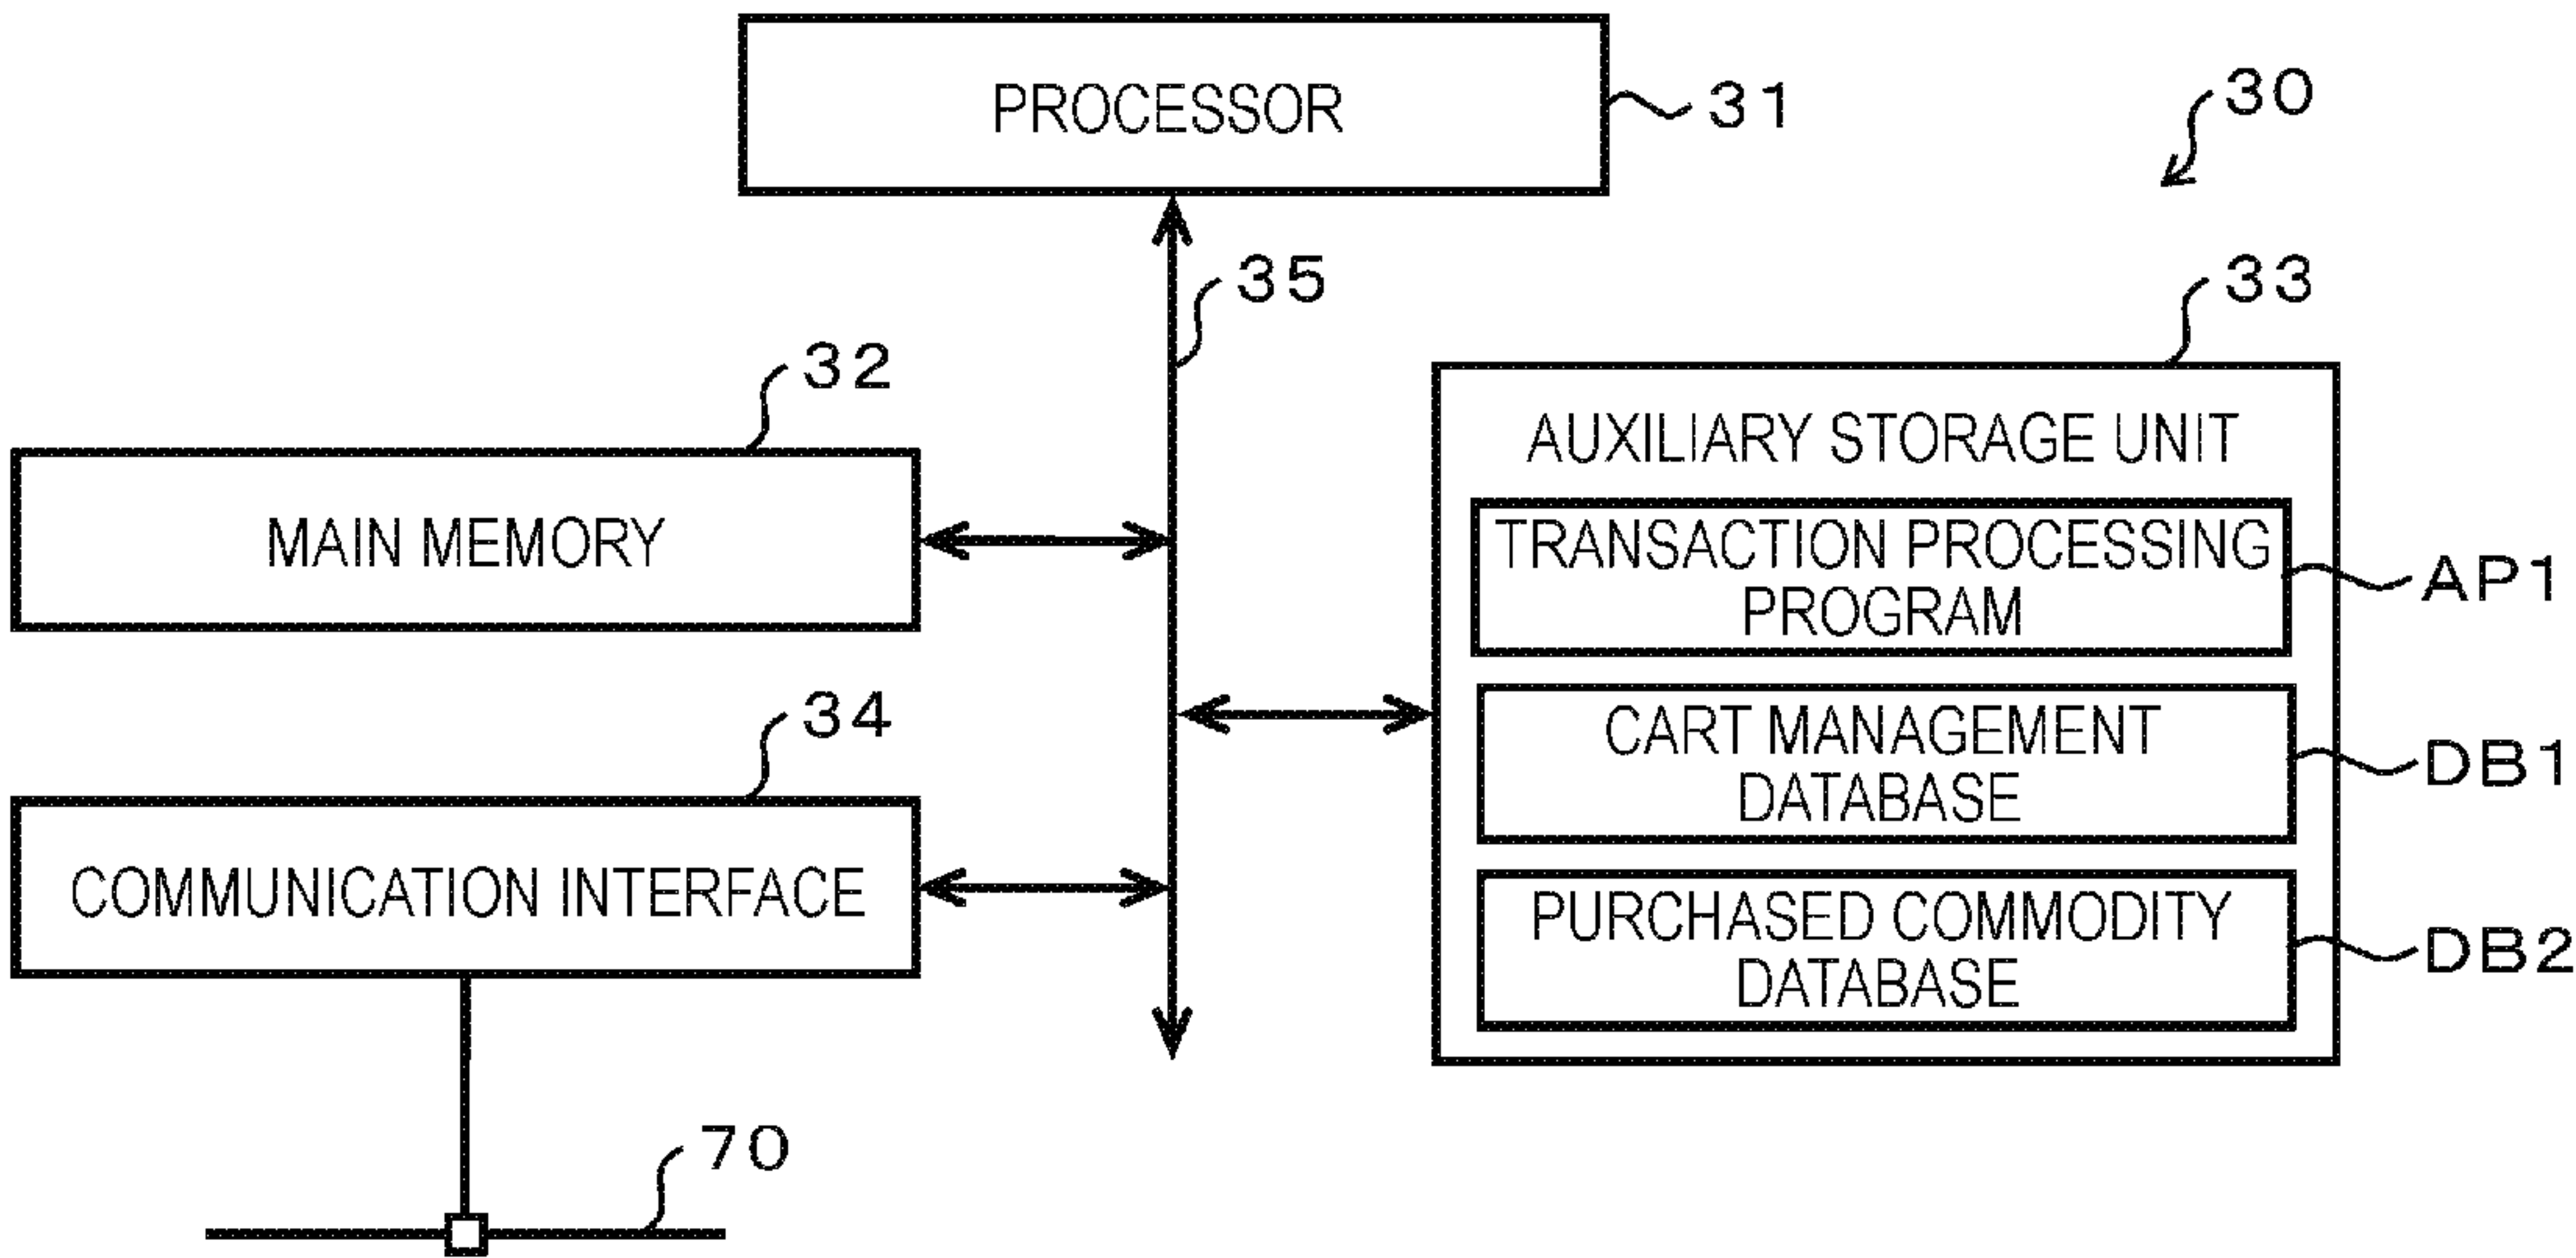 PROCESSOR
31
30
35
33
32
AUXILIARY STORAGE UNIT
MAIN MEMORY
TRANSACTION PROCESSING
PROGRAM
AP1
34
CART MANAGEMENT
DATABASE
DB1
COMMUNICATION INTERFACE
PURCHASED COMMODITY
DATABASE
DB2
70